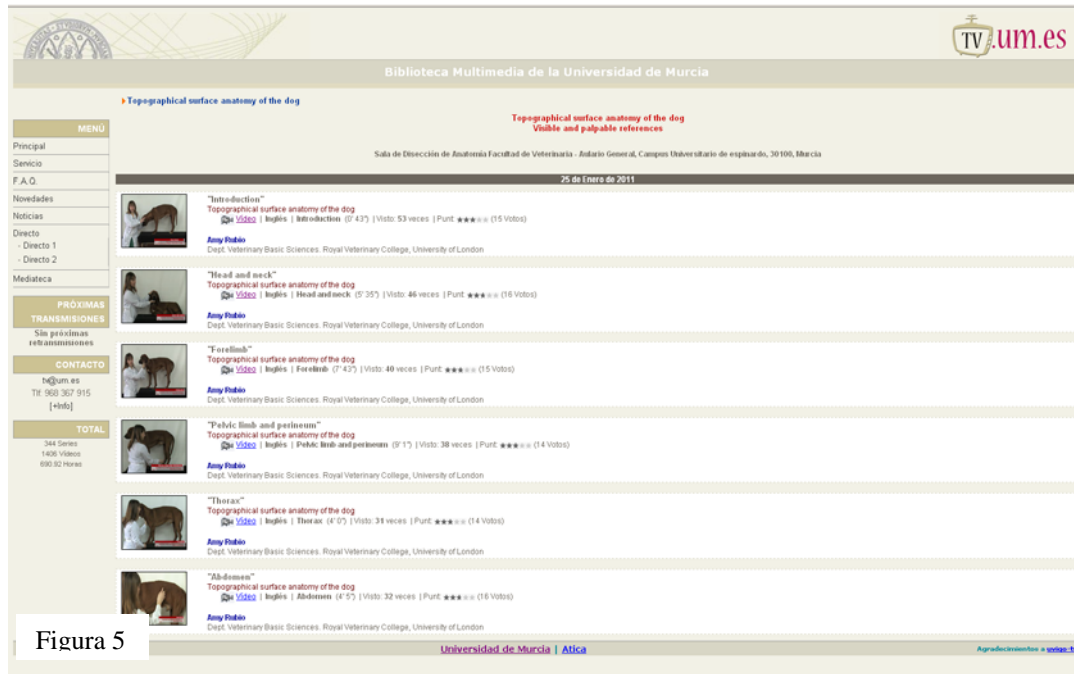 TV.um.es
Biblioteca Multimedia de la Universidad de Murcia
Topographical surface anatomy of the dog
Topographical surface anatomy of the dog
Visible and palpable references
Sala de Disección de Anatomía Facultad de Veterinaria - Aulario General, Campus Universitario de espinardo, 30100, Murcia
25 de Enero de 2011
MENÚ
Principal
Servicio
F.A.Q.
Novedades
Noticias
Directo
- Directo 1
- Directo 2
Mediateca
PRÓXIMAS
TRANSMISIONES
Sin próximas
retransmisiones
CONTACTO
tv@um.es
Tlf: 968 367 915
[+Info]
TOTAL
344 Series
1406 Vídeos
690.92 Horas
"Introduction"
Topographical surface anatomy of the dog
Video | Inglés | Introduction (0' 43") | Visto: 53 veces | Punt: (15 Votos)
Amy Rubio
Dept. Veterinary Basic Sciences. Royal Veterinary College, University of London
"Head and neck"
Topographical surface anatomy of the dog
Video | Inglés | Head and neck (5' 35") | Visto: 46 veces | Punt: (16 Votos)
Amy Rubio
Dept. Veterinary Basic Sciences. Royal Veterinary College, University of London
"Forelimb"
Topographical surface anatomy of the dog
Video | Inglés | Forelimb (7' 43") | Visto: 40 veces | Punt: (15 Votos)
Amy Rubio
Dept. Veterinary Basic Sciences. Royal Veterinary College, University of London
"Pelvic limb and perineum"
Topographical surface anatomy of the dog
Video | Inglés | Pelvic limb and perineum (9' 1") | Visto: 38 veces | Punt: (14 Votos)
Amy Rubio
Dept. Veterinary Basic Sciences. Royal Veterinary College, University of London
"Thorax"
Topographical surface anatomy of the dog
Video | Inglés | Thorax (4' 0") | Visto: 31 veces | Punt: (14 Votos)
Amy Rubio
Dept. Veterinary Basic Sciences. Royal Veterinary College, University of London
"Abdomen"
Topographical surface anatomy of the dog
Video | Inglés | Abdomen (4' 5") | Visto: 32 veces | Punt: (16 Votos)
Amy Rubio
Dept. Veterinary Basic Sciences. Royal Veterinary College, University of London
Figura 5
Universidad de Murcia | Atica
Agradecimientos a uvigo-t